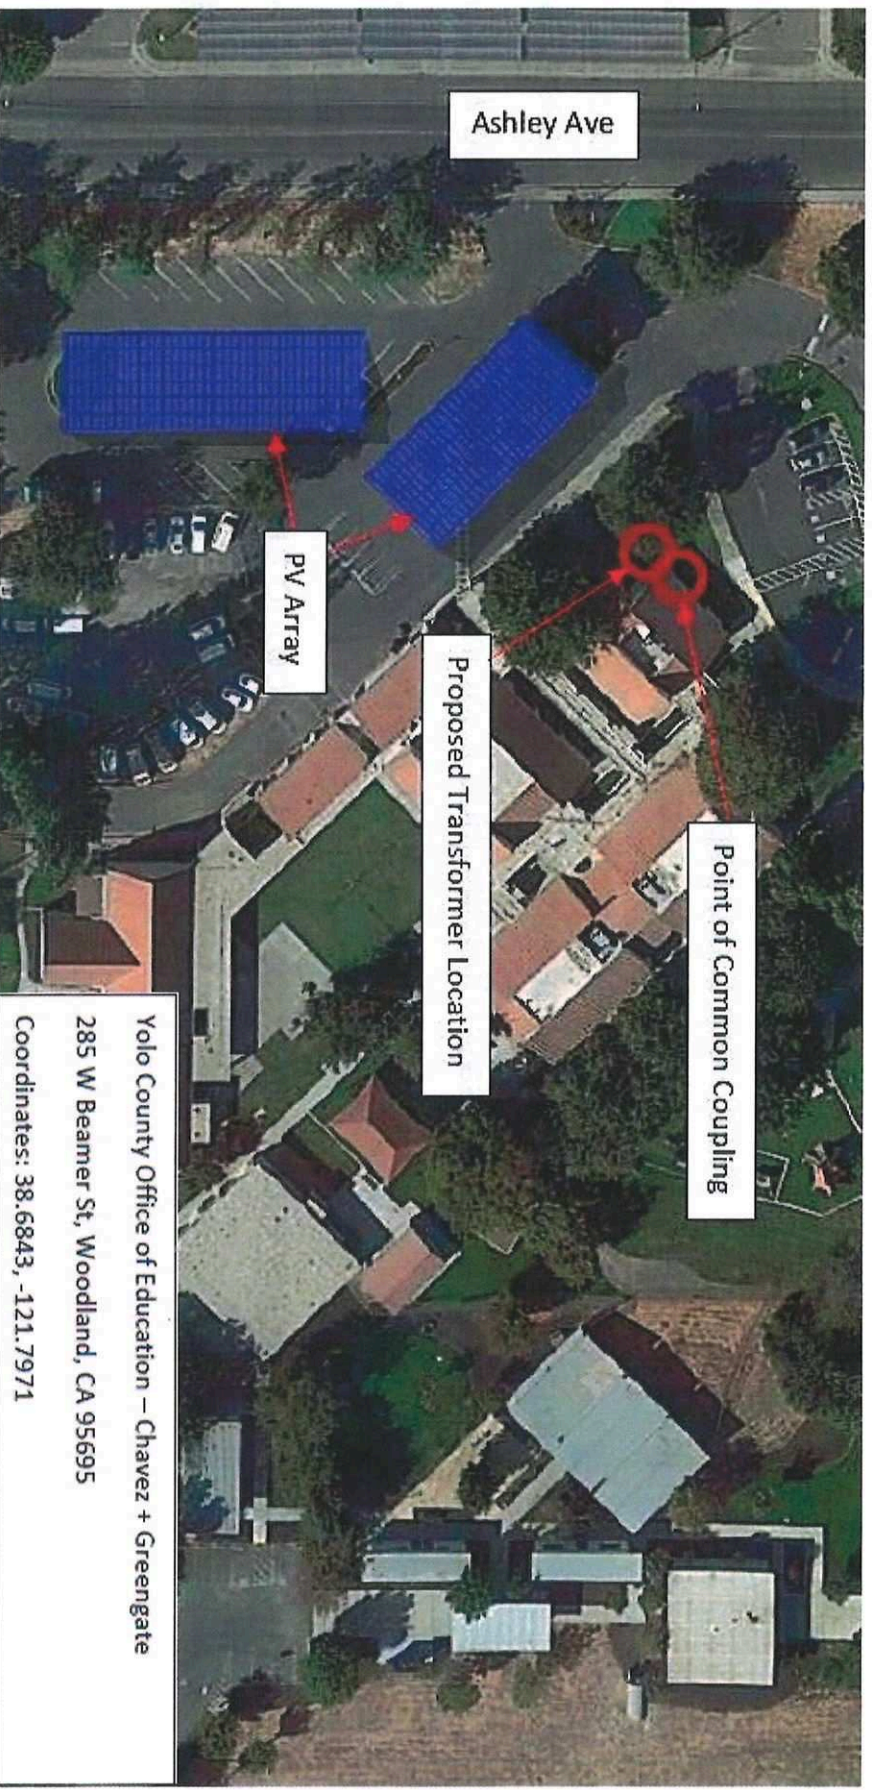 Ashley Ave
PV Array
Proposed Transformer Location
Point of Common Coupling
Yolo County Office of Education – Chavez + Greengate
285 W Beamer St, Woodland, CA 95695
Coordinates: 38.6843, -121.7971